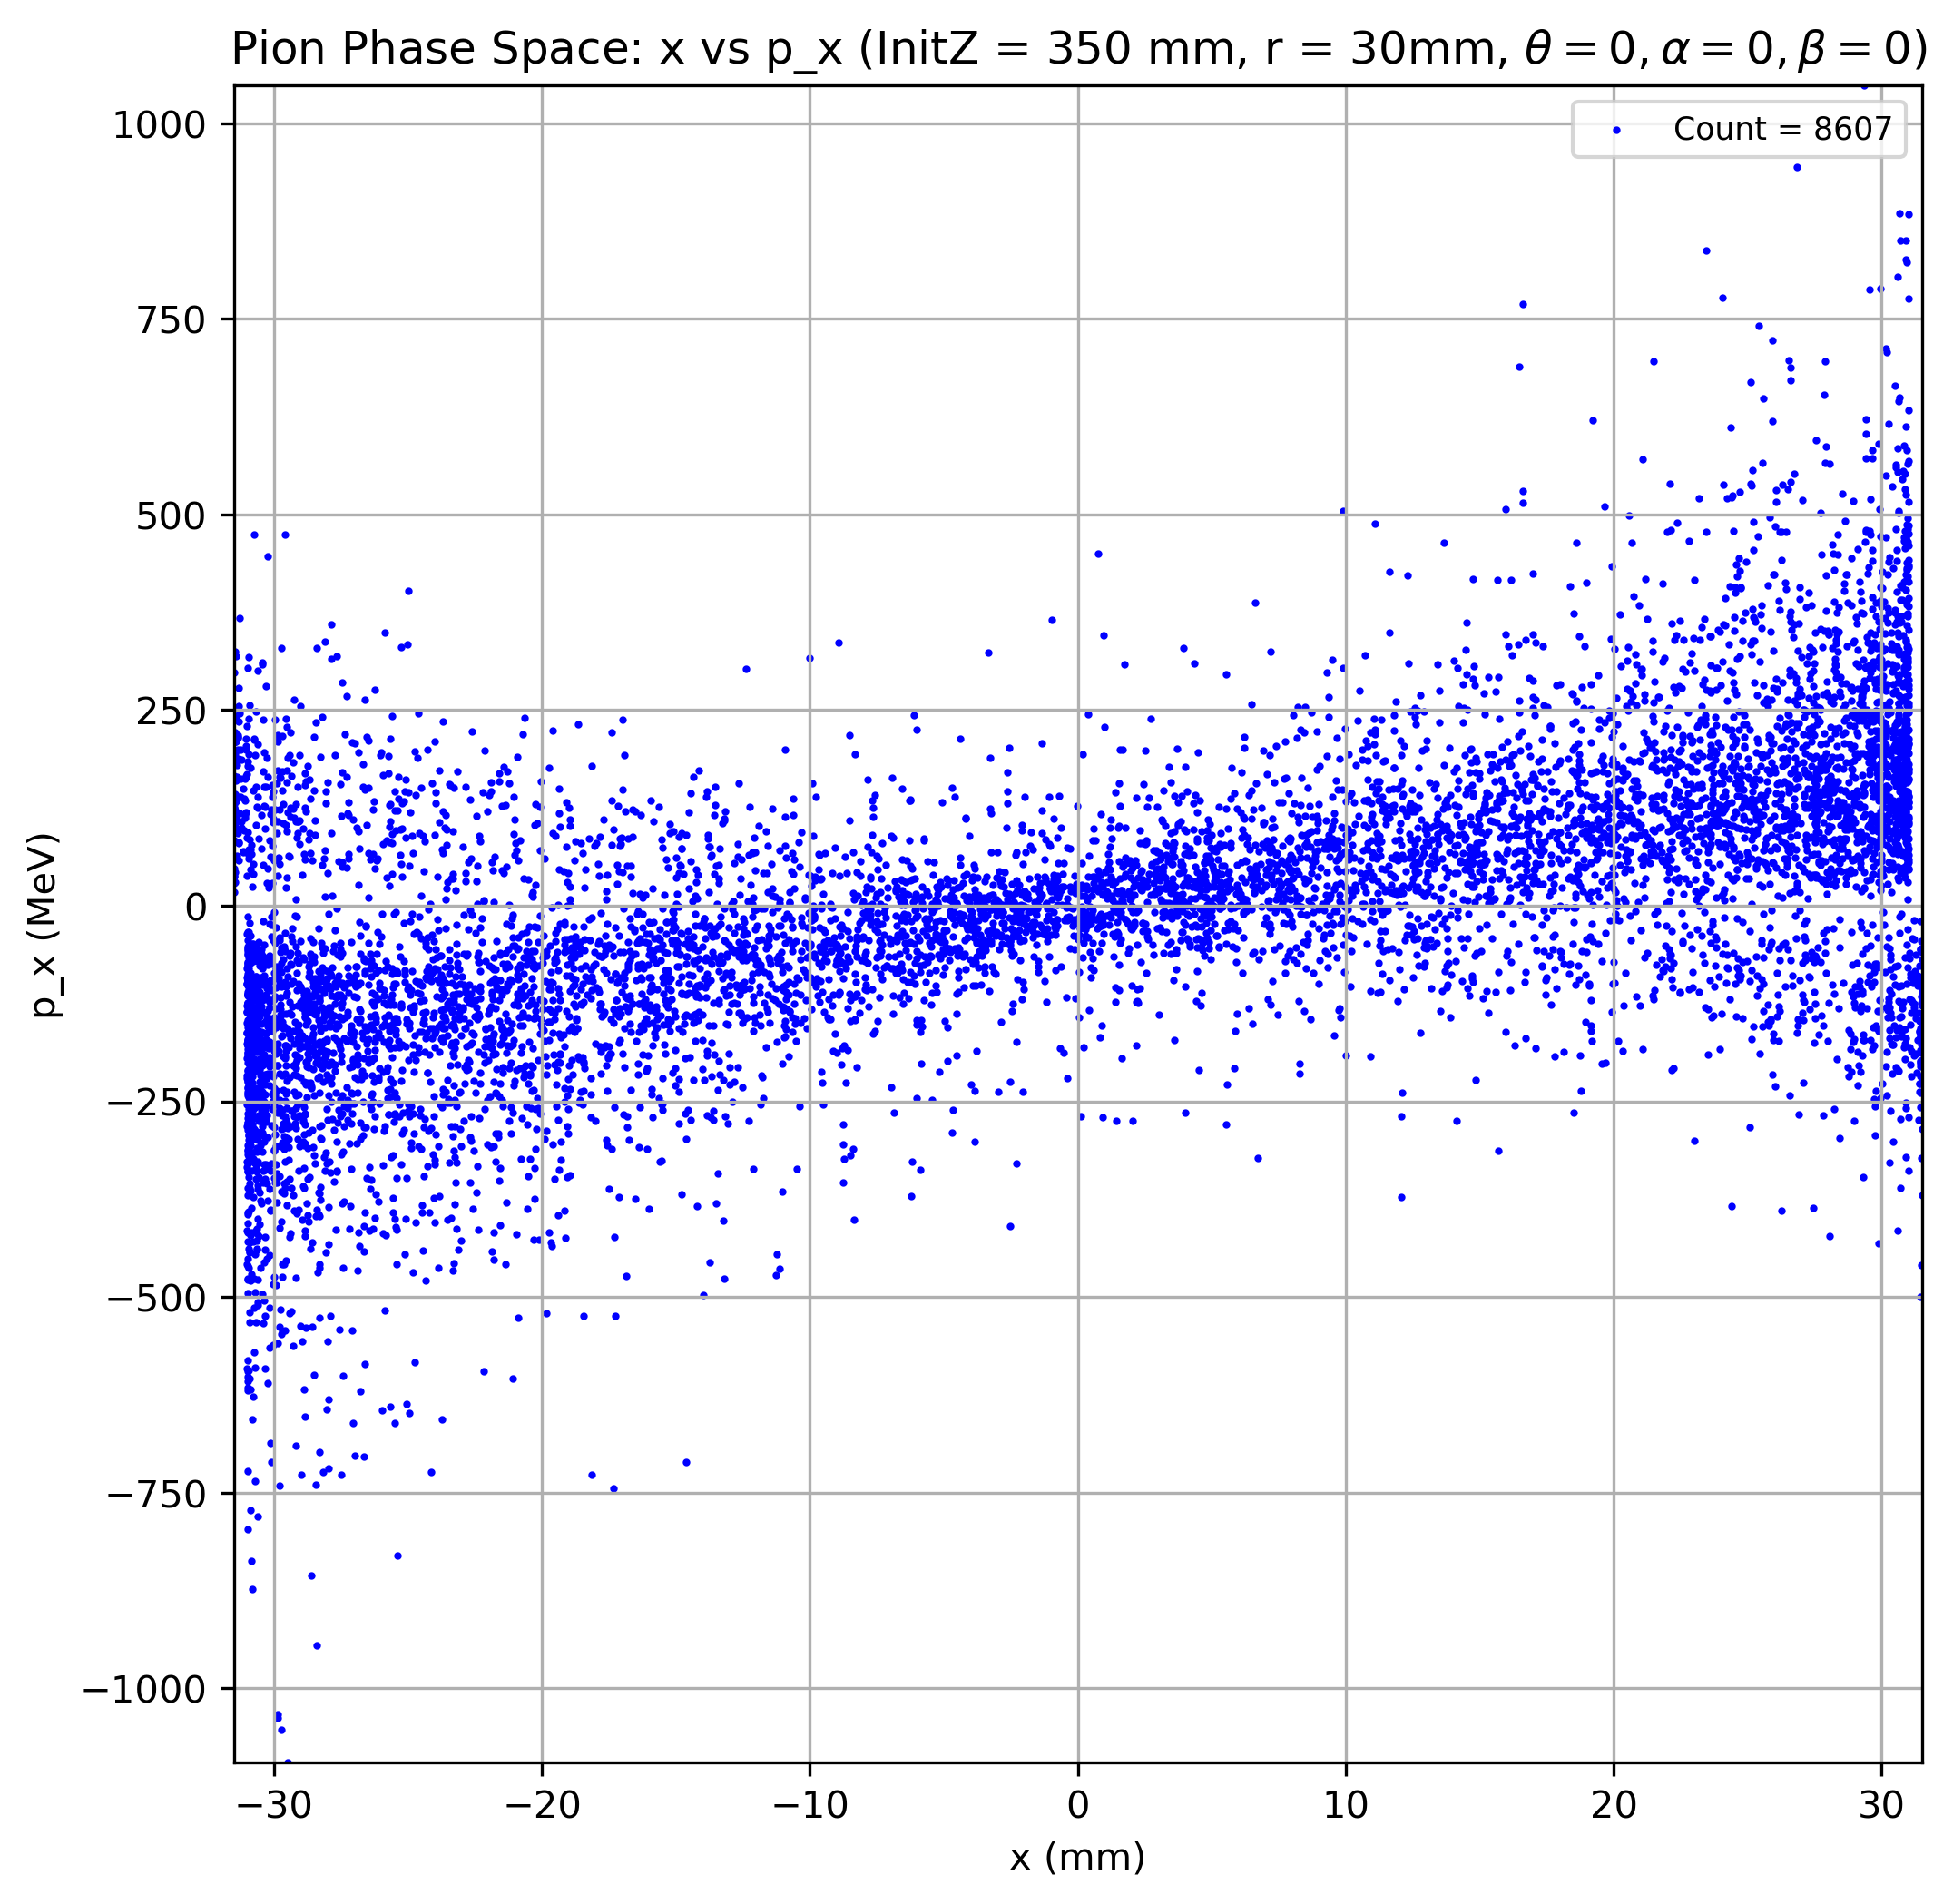 Pion Phase Space: x vs p_x (InitZ = 350 mm, r = 30mm, θ = 0, α = 0, β = 0)
Count = 8607
1000
750
500
250
0
−250
−500
−750
−1000
p_x (MeV)
−30 −20 −10 0 10 20 30
x (mm)